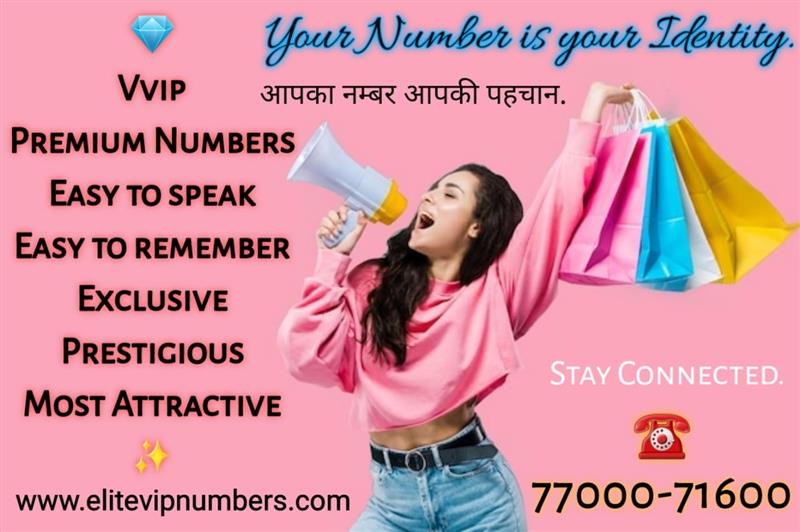 Your Number is your Identity.
आपका नम्बर आपकी पहचान.
Vvip
Premium Numbers
Easy to speak
Easy to remember
Exclusive
Prestigious
Most Attractive
www.elitevipnumbers.com
Stay Connected.
77000-71600